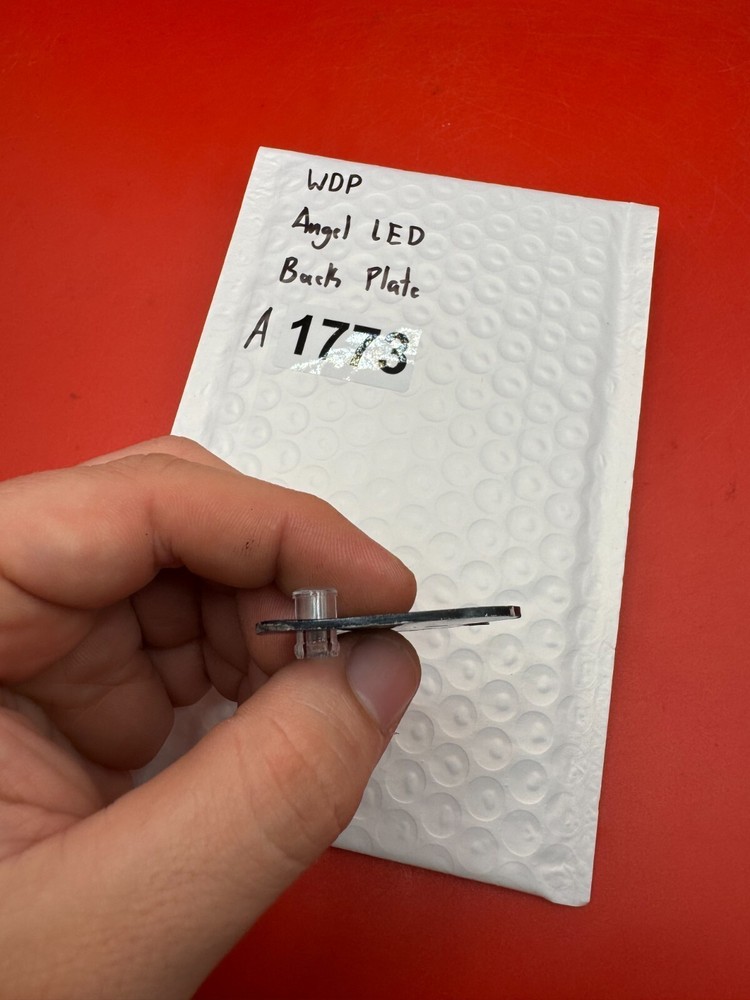 WDP
Angel LED
Back Plate
A 1773